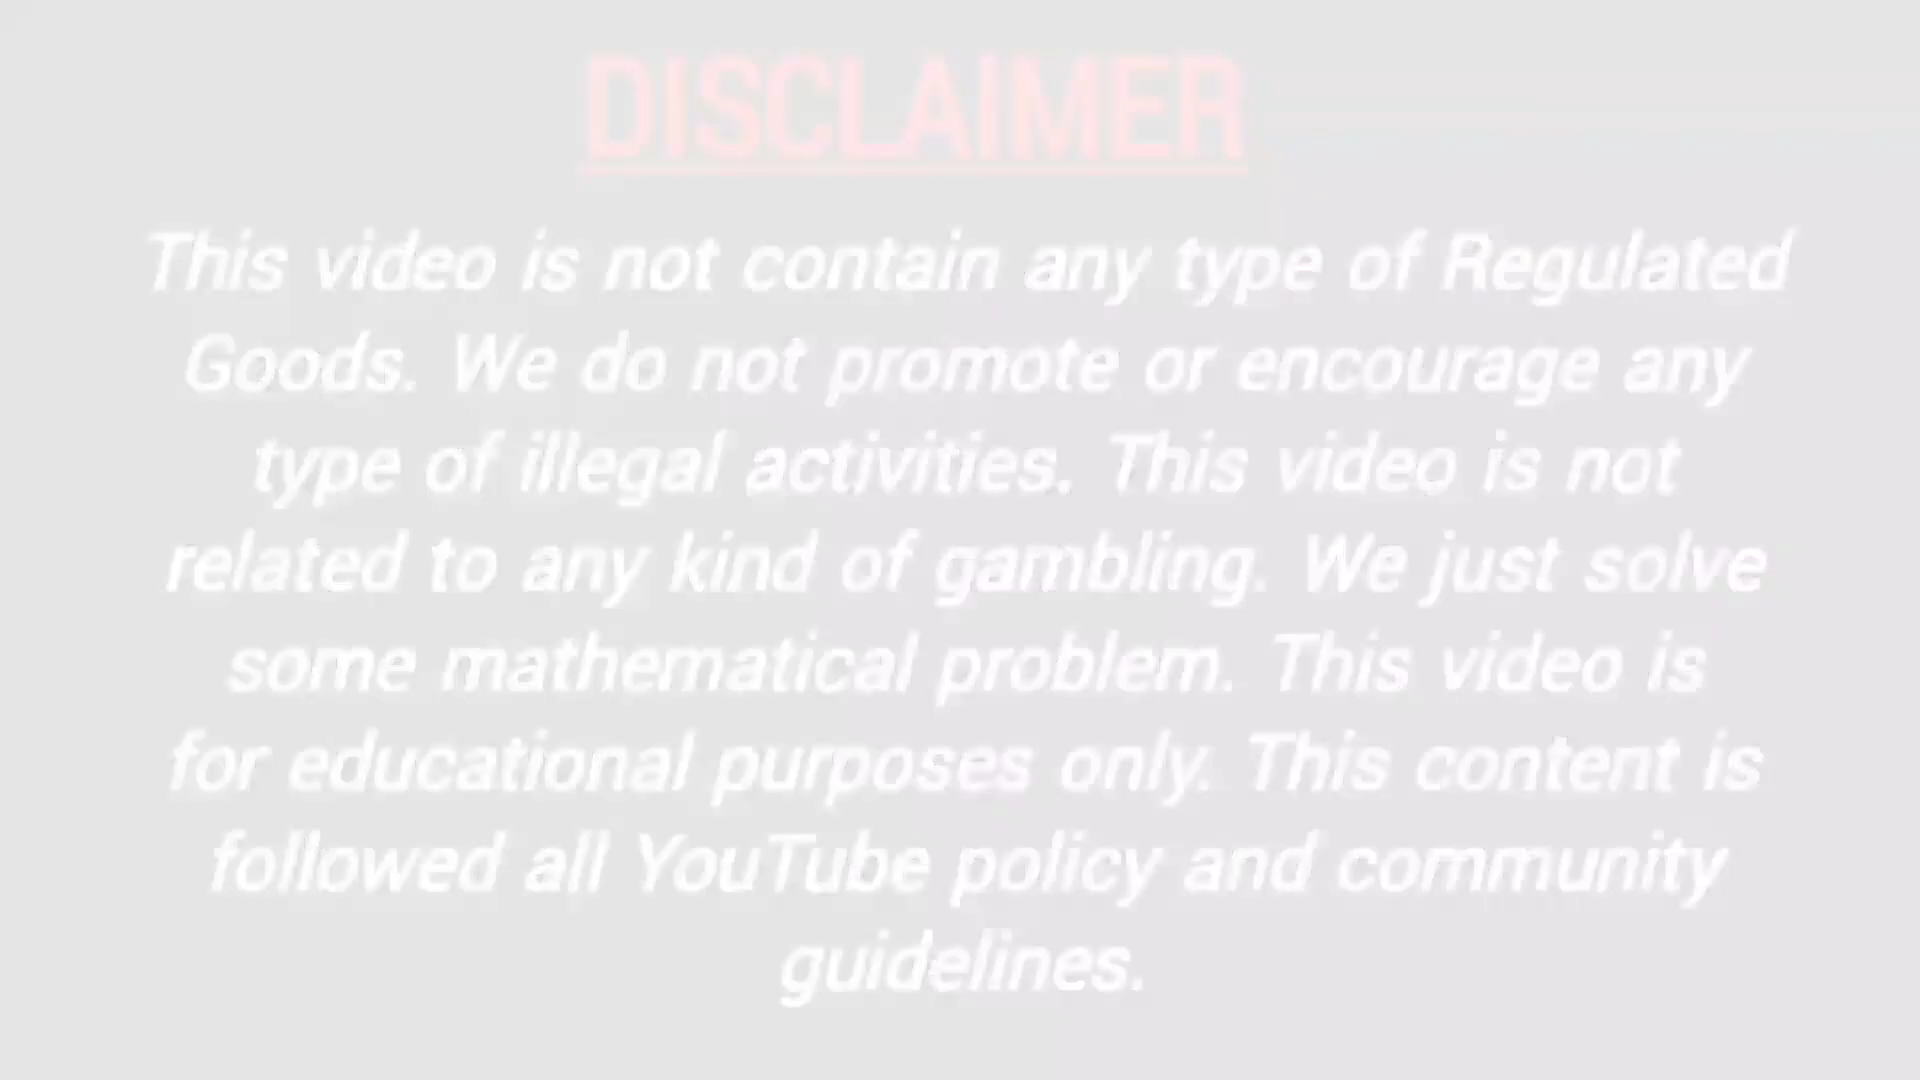 DISCLAIMER
This video is not contain any type of Regulated
Goods. We do not promote or encourage any
type of illegal activities. This video is not
related to any kind of gambling. We just solve
some mathematical problem. This video is
for educational purposes only. This content is
followed all YouTube policy and community
guidelines.